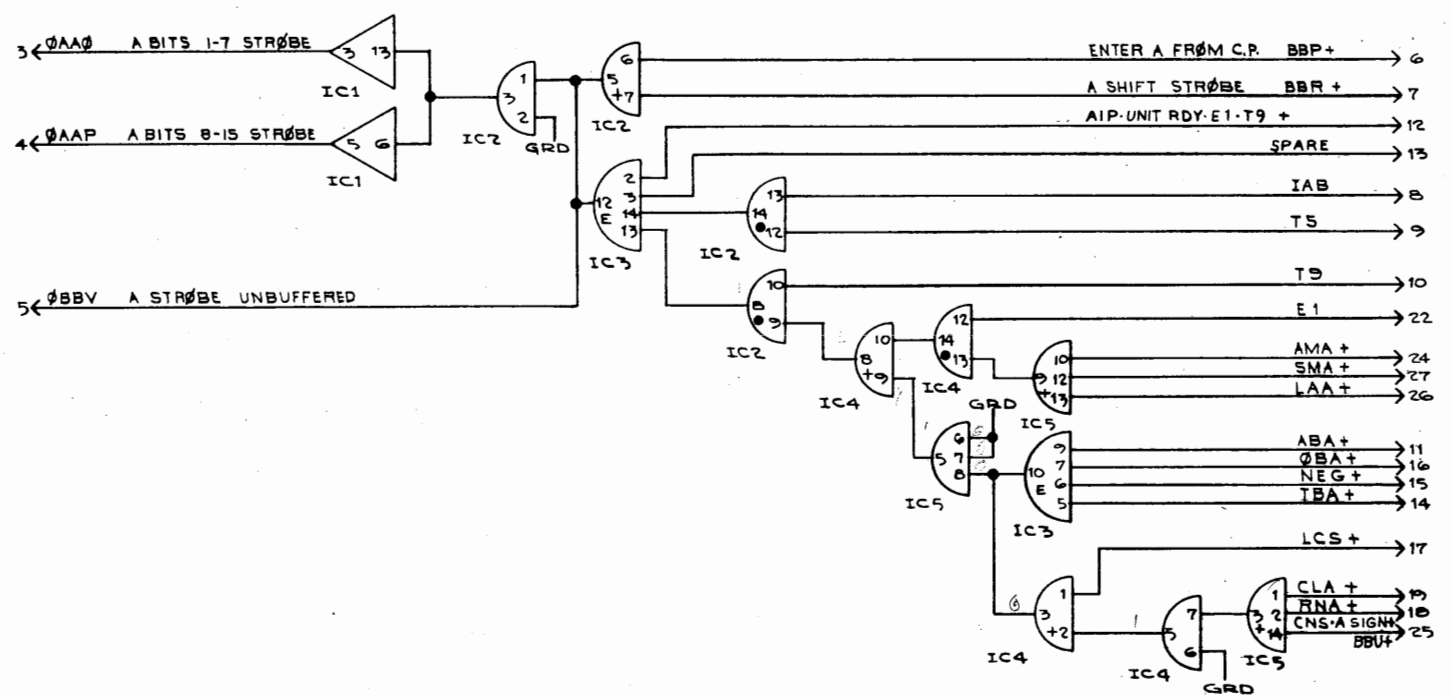 3 ØAAØ A BITS 1-7 STRØBE 3 13
IC1
4 ØAAP A BITS 8-15 STRØBE 5 6
IC1
3 1 2
IC2
GRD
5 6 +7
IC2
ENTER A FRØM C.P. BBP+ 6
A SHIFT STRØBE BBR + 7
AIP·UNIT RDY·E1·T9 + 12
SPARE 13
12 E 2 3 14 13
IC3
14 13 12
IC2
IAB 8
T5 9
5 ØBBV A STRØBE UNBUFFERED
8 10 9
IC2
T9 10
E1 22
8 10 +9
IC4
14 12 13
IC4
9 10 12 +13
IC5
AMA + 24
SMA + 27
LAA + 26
GRD
5 6 7 8
IC5
10 E 9 7 6 5
IC3
ABA + 11
ØBA + 16
NEG + 15
IBA + 14
LCS + 17
3 1 +2
IC4
5 7 6
IC4
GRD
3 1 2 +14
IC5
CLA + 19
RNA + 18
CNS·A SIGN+ 25
BBU+